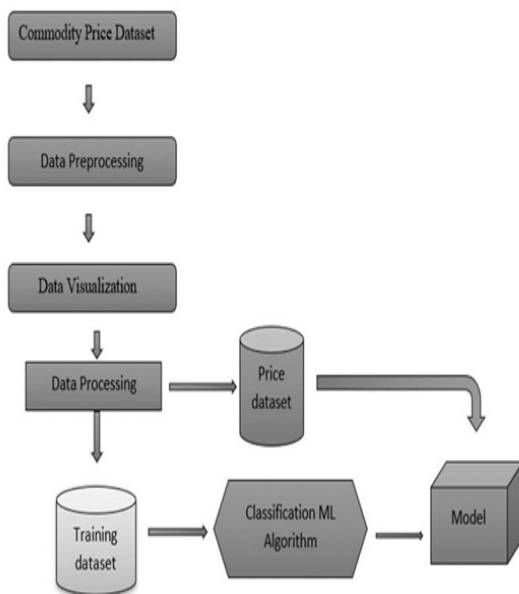 Commodity Price Dataset
Data Preprocessing
Data Visualization
Data Processing
Price
dataset
Training
dataset
Classification ML
Algorithm
Model